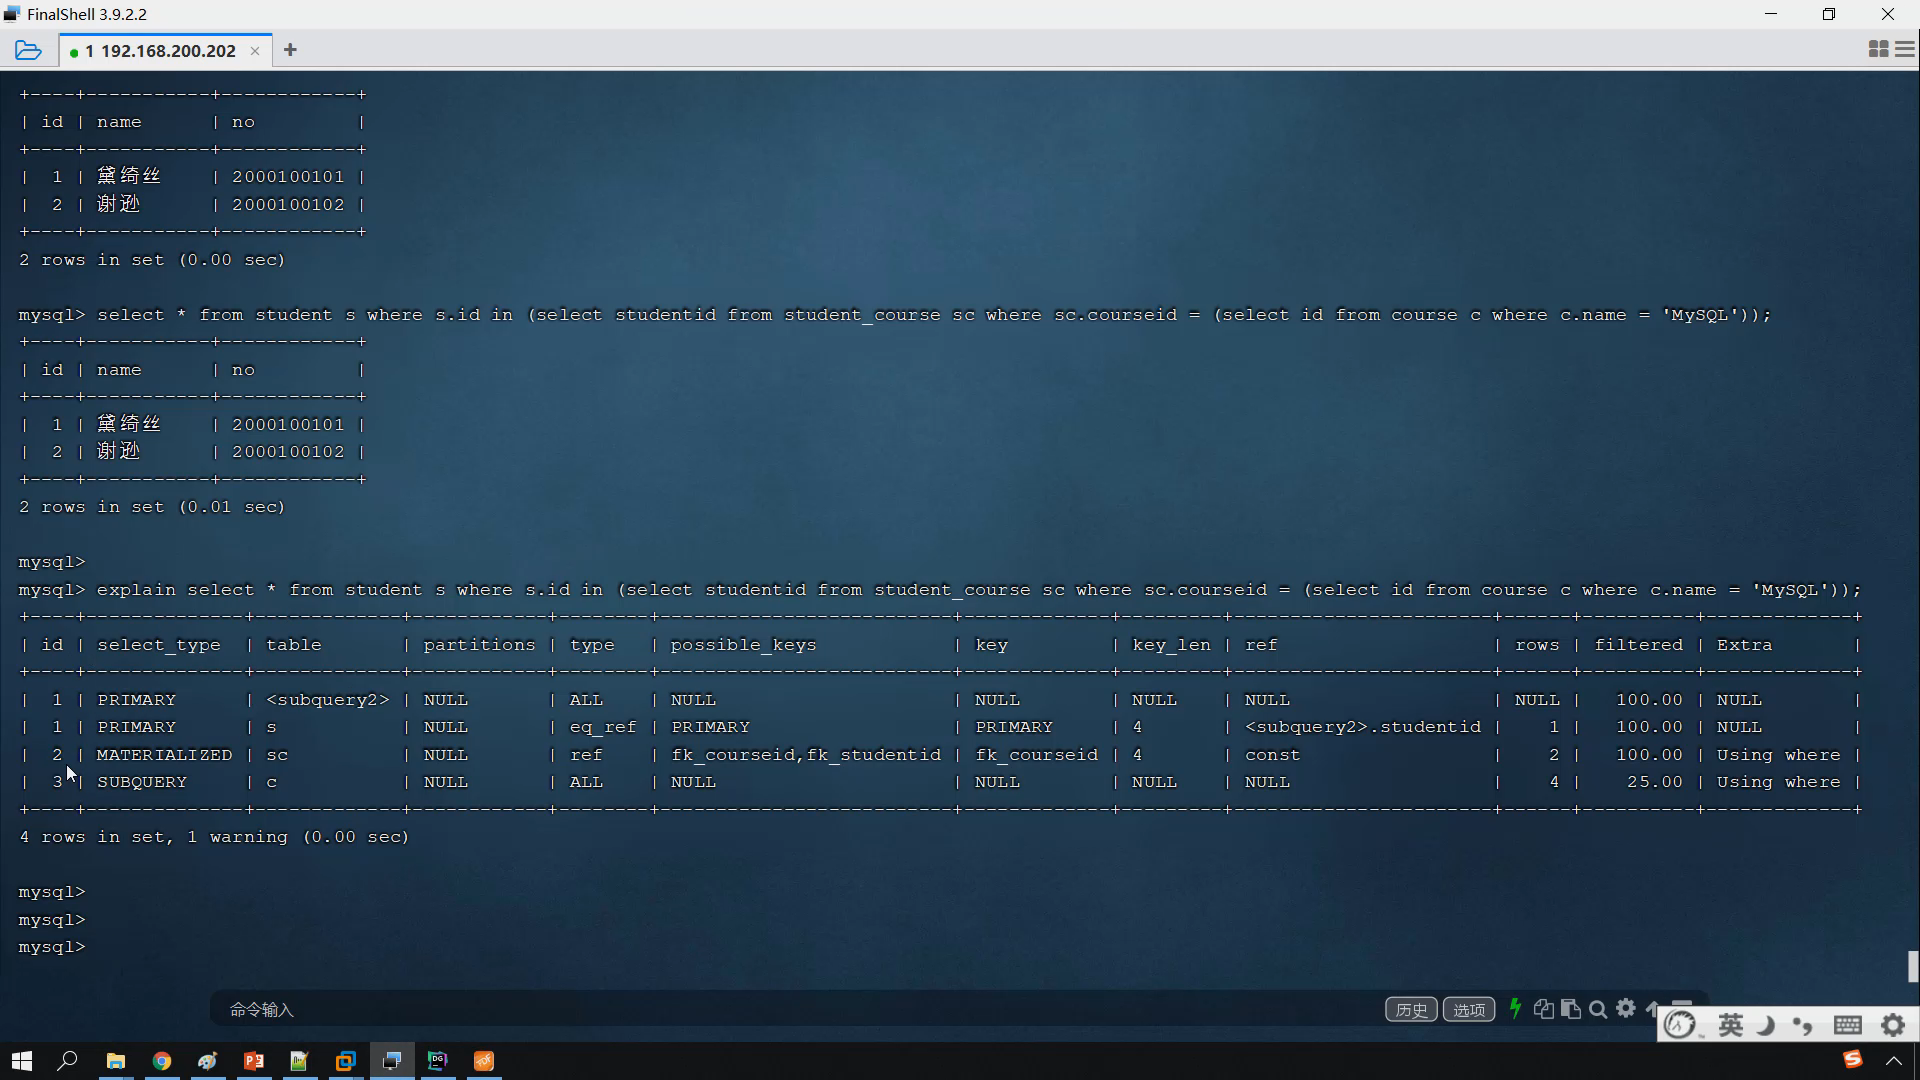 FinalShell 3.9.2.2
1 192.168.200.202 × +
+----+-----------+------------+
| id | name      | no         |
+----+-----------+------------+
|  1 | 黛绮丝    | 2000100101 |
|  2 | 谢逊      | 2000100102 |
+----+-----------+------------+
2 rows in set (0.00 sec)
mysql> select * from student s where s.id in (select studentid from student_course sc where sc.courseid = (select id from course c where c.name = 'MySQL'));
+----+-----------+------------+
| id | name      | no         |
+----+-----------+------------+
|  1 | 黛绮丝    | 2000100101 |
|  2 | 谢逊      | 2000100102 |
+----+-----------+------------+
2 rows in set (0.01 sec)
mysql>
mysql> explain select * from student s where s.id in (select studentid from student_course sc where sc.courseid = (select id from course c where c.name = 'MySQL'));
+----+--------------+-------------+------------+--------+--------------------------+------------+---------+-----------------------+------+----------+-------------+
| id | select_type  | table       | partitions | type   | possible_keys            | key        | key_len | ref                   | rows | filtered | Extra       |
+----+--------------+-------------+------------+--------+--------------------------+------------+---------+-----------------------+------+----------+-------------+
|  1 | PRIMARY      | <subquery2> | NULL       | ALL    | NULL                     | NULL       | NULL    | NULL                  | NULL |   100.00 | NULL        |
|  1 | PRIMARY      | s           | NULL       | eq_ref | PRIMARY                  | PRIMARY    | 4       | <subquery2>.studentid |    1 |   100.00 | NULL        |
|  2 | MATERIALIZED | sc          | NULL       | ref    | fk_courseid,fk_studentid | fk_courseid | 4       | const                 |    2 |   100.00 | Using where |
|  3 | SUBQUERY     | c           | NULL       | ALL    | NULL                     | NULL       | NULL    | NULL                  |    4 |    25.00 | Using where |
+----+--------------+-------------+------------+--------+--------------------------+------------+---------+-----------------------+------+----------+-------------+
4 rows in set, 1 warning (0.00 sec)
mysql>
mysql>
mysql>
命令输入 历史 选项
英